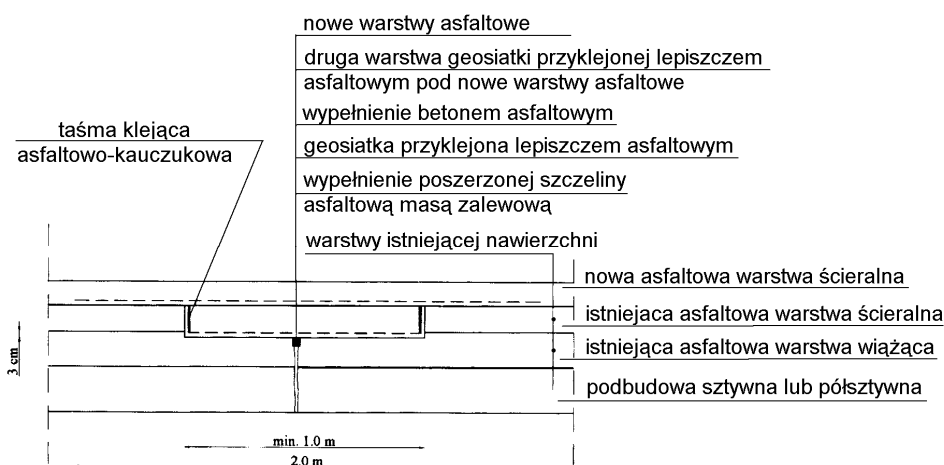 nowe warstwy asfaltowe
druga warstwa geosiatki przyklejonej lepiszczem
asfaltowym pod nowe warstwy asfaltowe
wypełnienie betonem asfaltowym
geosiatka przyklejona lepiszczem asfaltowym
wypełnienie poszerzonej szczeliny
asfaltową masą zalewową
warstwy istniejącej nawierzchni
taśma klejąca
asfaltowo-kauczukowa
nowa asfaltowa warstwa ścieralna
istniejaca asfaltowa warstwa ścieralna
istniejąca asfaltowa warstwa wiążąca
podbudowa sztywna lub półsztywna
3 cm
min. 1.0 m
2.0 m